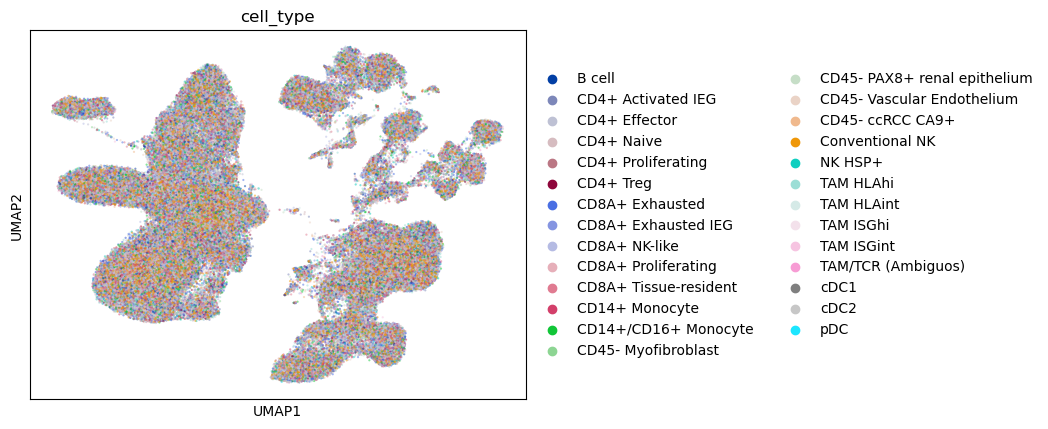 cell_type
UMAP2
UMAP1
B cell
CD4+ Activated IEG
CD4+ Effector
CD4+ Naive
CD4+ Proliferating
CD4+ Treg
CD8A+ Exhausted
CD8A+ Exhausted IEG
CD8A+ NK-like
CD8A+ Proliferating
CD8A+ Tissue-resident
CD14+ Monocyte
CD14+/CD16+ Monocyte
CD45- Myofibroblast
CD45- PAX8+ renal epithelium
CD45- Vascular Endothelium
CD45- ccRCC CA9+
Conventional NK
NK HSP+
TAM HLAhi
TAM HLAint
TAM ISGhi
TAM ISGint
TAM/TCR (Ambiguos)
cDC1
cDC2
pDC